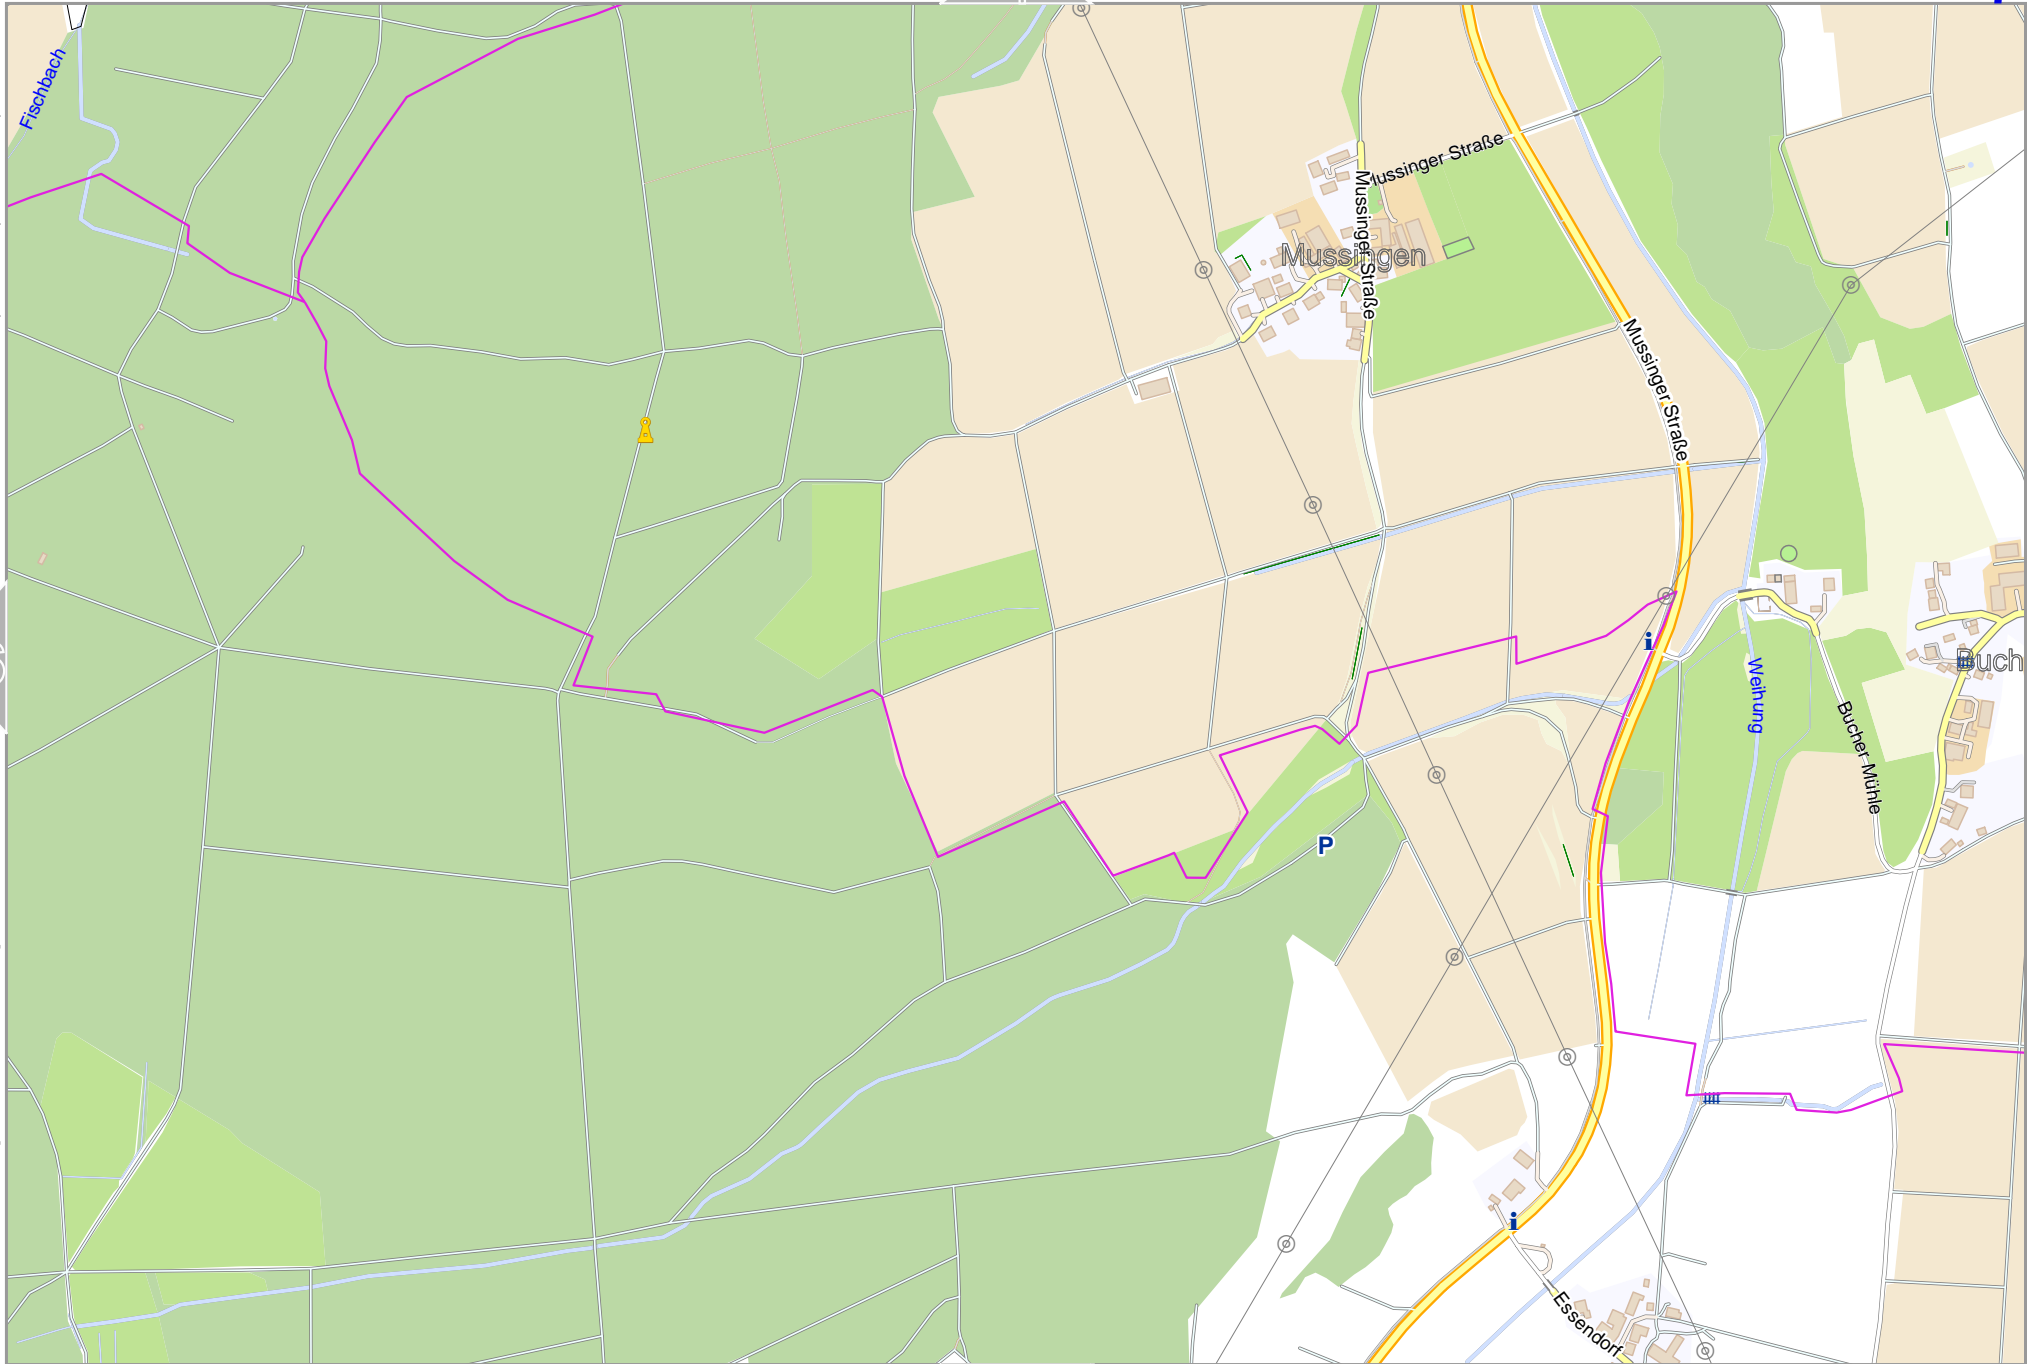 Fischbach
Mussinger Straße
Mussinger Straße
Mussingen
Mussinger Straße
i
Buch
Weihung
Bucher Mühle
P
i
Essendorf